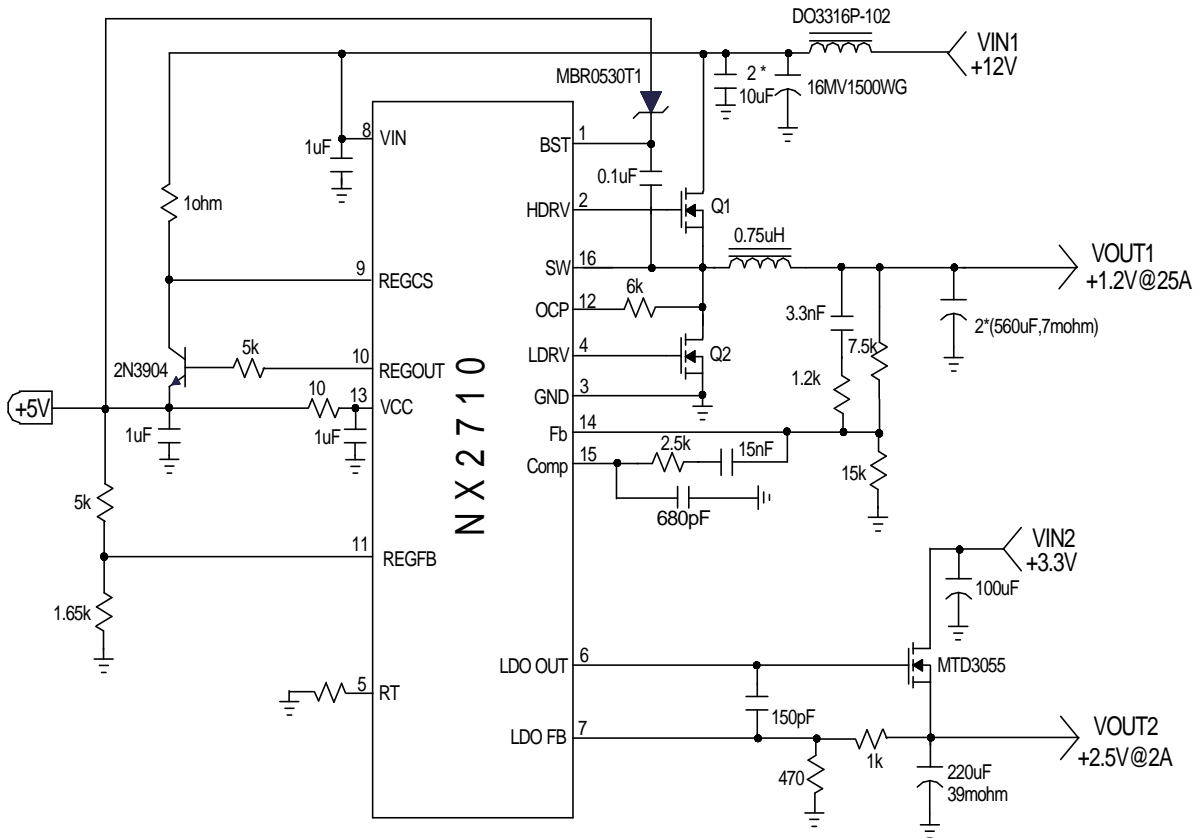 DO3316P-102
VIN1
+12V
MBR0530T1
2 *
10uF
16MV1500WG
8
VIN
1uF
1
BST
0.1uF
1ohm
HDRV
2
Q1
0.75uH
9
REGCS
SW
16
VOUT1
+1.2V@25A
OCP
12
6k
3.3nF
2*(560uF,7mohm)
2N3904
5k
10
REGOUT
LDRV
4
Q2
7.5k
1.2k
+5V
10
13
VCC
GND
3
1uF
1uF
Fb
14
2.5k
15nF
Comp
15
15k
680pF
5k
NX2710
11
REGFB
VIN2
+3.3V
100uF
1.65k
LDO OUT
6
MTD3055
5
RT
150pF
LDO FB
7
VOUT2
+2.5V@2A
1k
470
220uF
39mohm